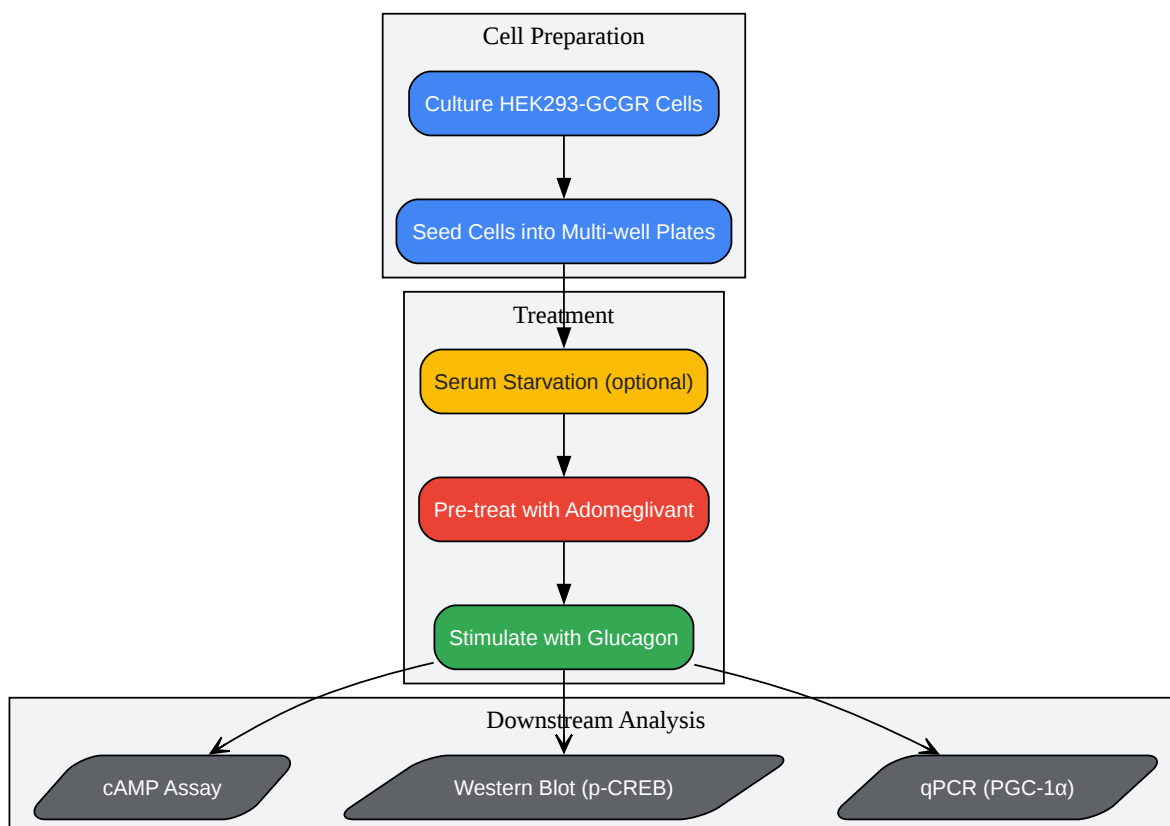 Cell Preparation
Culture HEK293-GCGR Cells
Seed Cells into Multi-well Plates
Treatment
Serum Starvation (optional)
Pre-treat with Adomeglivant
Stimulate with Glucagon
Downstream Analysis
cAMP Assay
Western Blot (p-CREB)
qPCR (PGC-1α)